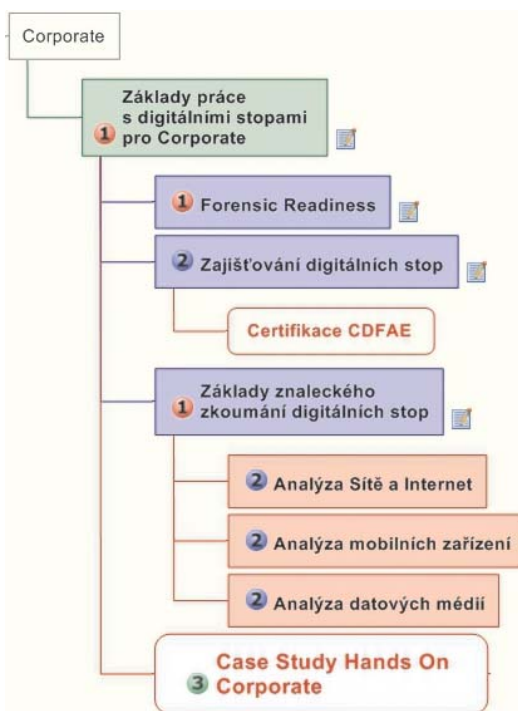 Corporate
Základy práce
s digitálními stopami
1 pro Corporate
1 Forensic Readiness
2 Zajišťování digitálních stop
Certifikace CDFAE
Základy znaleckého
1 zkoumání digitálních stop
2 Analýza Sítě a Internet
2 Analýza mobilních zařízení
2 Analýza datových médií
Case Study Hands On
3 Corporate